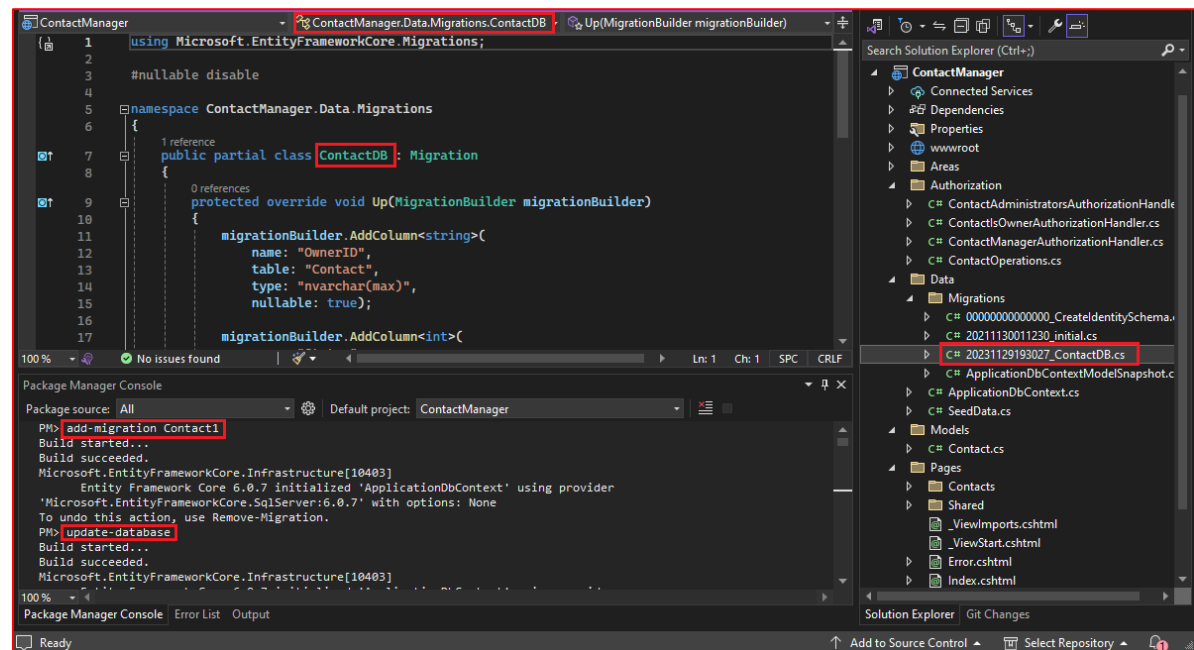 ContactManager
ContactManager.Data.Migrations.ContactDB
Up(MigrationBuilder migrationBuilder)
1 using Microsoft.EntityFrameworkCore.Migrations;
2
3 #nullable disable
4
5 namespace ContactManager.Data.Migrations
6 {
1 reference
7 public partial class ContactDB : Migration
8 {
0 references
9 protected override void Up(MigrationBuilder migrationBuilder)
10 {
11 migrationBuilder.AddColumn<string>(
12 name: "OwnerID",
13 table: "Contact",
14 type: "nvarchar(max)",
15 nullable: true);
16
17 migrationBuilder.AddColumn<int>(
100 % No issues found Ln: 1 Ch: 1 SPC CRLF
Package Manager Console
Package source: All Default project: ContactManager
PM> add-migration Contact1
Build started...
Build succeeded.
Microsoft.EntityFrameworkCore.Infrastructure[10403]
Entity Framework Core 6.0.7 initialized 'ApplicationDbContext' using provider
'Microsoft.EntityFrameworkCore.SqlServer:6.0.7' with options: None
To undo this action, use Remove-Migration.
PM> update-database
Build started...
Build succeeded.
Microsoft.EntityFrameworkCore.Infrastructure[10403]
100 %
Package Manager Console Error List Output
Search Solution Explorer (Ctrl+;)
ContactManager
Connected Services
Dependencies
Properties
wwwroot
Areas
Authorization
C# ContactAdministratorsAuthorizationHandle
C# ContactIsOwnerAuthorizationHandler.cs
C# ContactManagerAuthorizationHandler.cs
C# ContactOperations.cs
Data
Migrations
C# 00000000000000_CreateIdentitySchema.
C# 20211130011230_initial.cs
C# 20231129193027_ContactDB.cs
C# ApplicationDbContextModelSnapshot.c
C# ApplicationDbContext.cs
C# SeedData.cs
Models
C# Contact.cs
Pages
Contacts
Shared
_ViewImports.cshtml
_ViewStart.cshtml
Error.cshtml
Index.cshtml
Solution Explorer Git Changes
Ready
Add to Source Control Select Repository 1